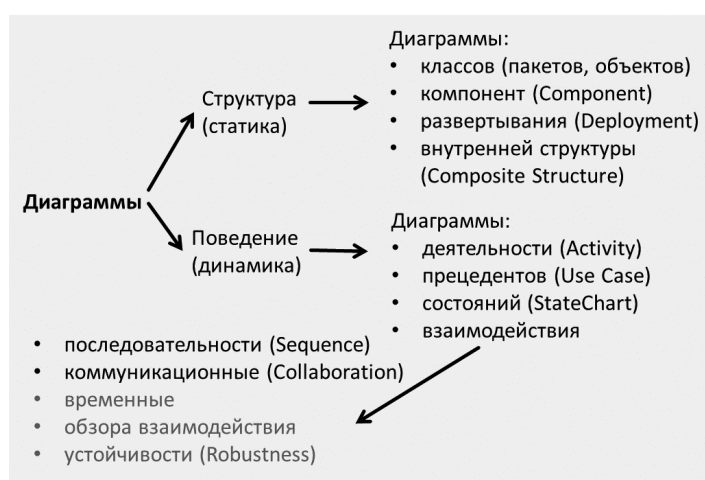 Диаграммы
Структура
(статика)
Диаграммы:
• классов (пакетов, объектов)
• компонент (Component)
• развертывания (Deployment)
• внутренней структуры
(Composite Structure)
Поведение
(динамика)
Диаграммы:
• деятельности (Activity)
• прецедентов (Use Case)
• состояний (StateChart)
• взаимодействия
• последовательности (Sequence)
• коммуникационные (Collaboration)
• временные
• обзора взаимодействия
• устойчивости (Robustness)